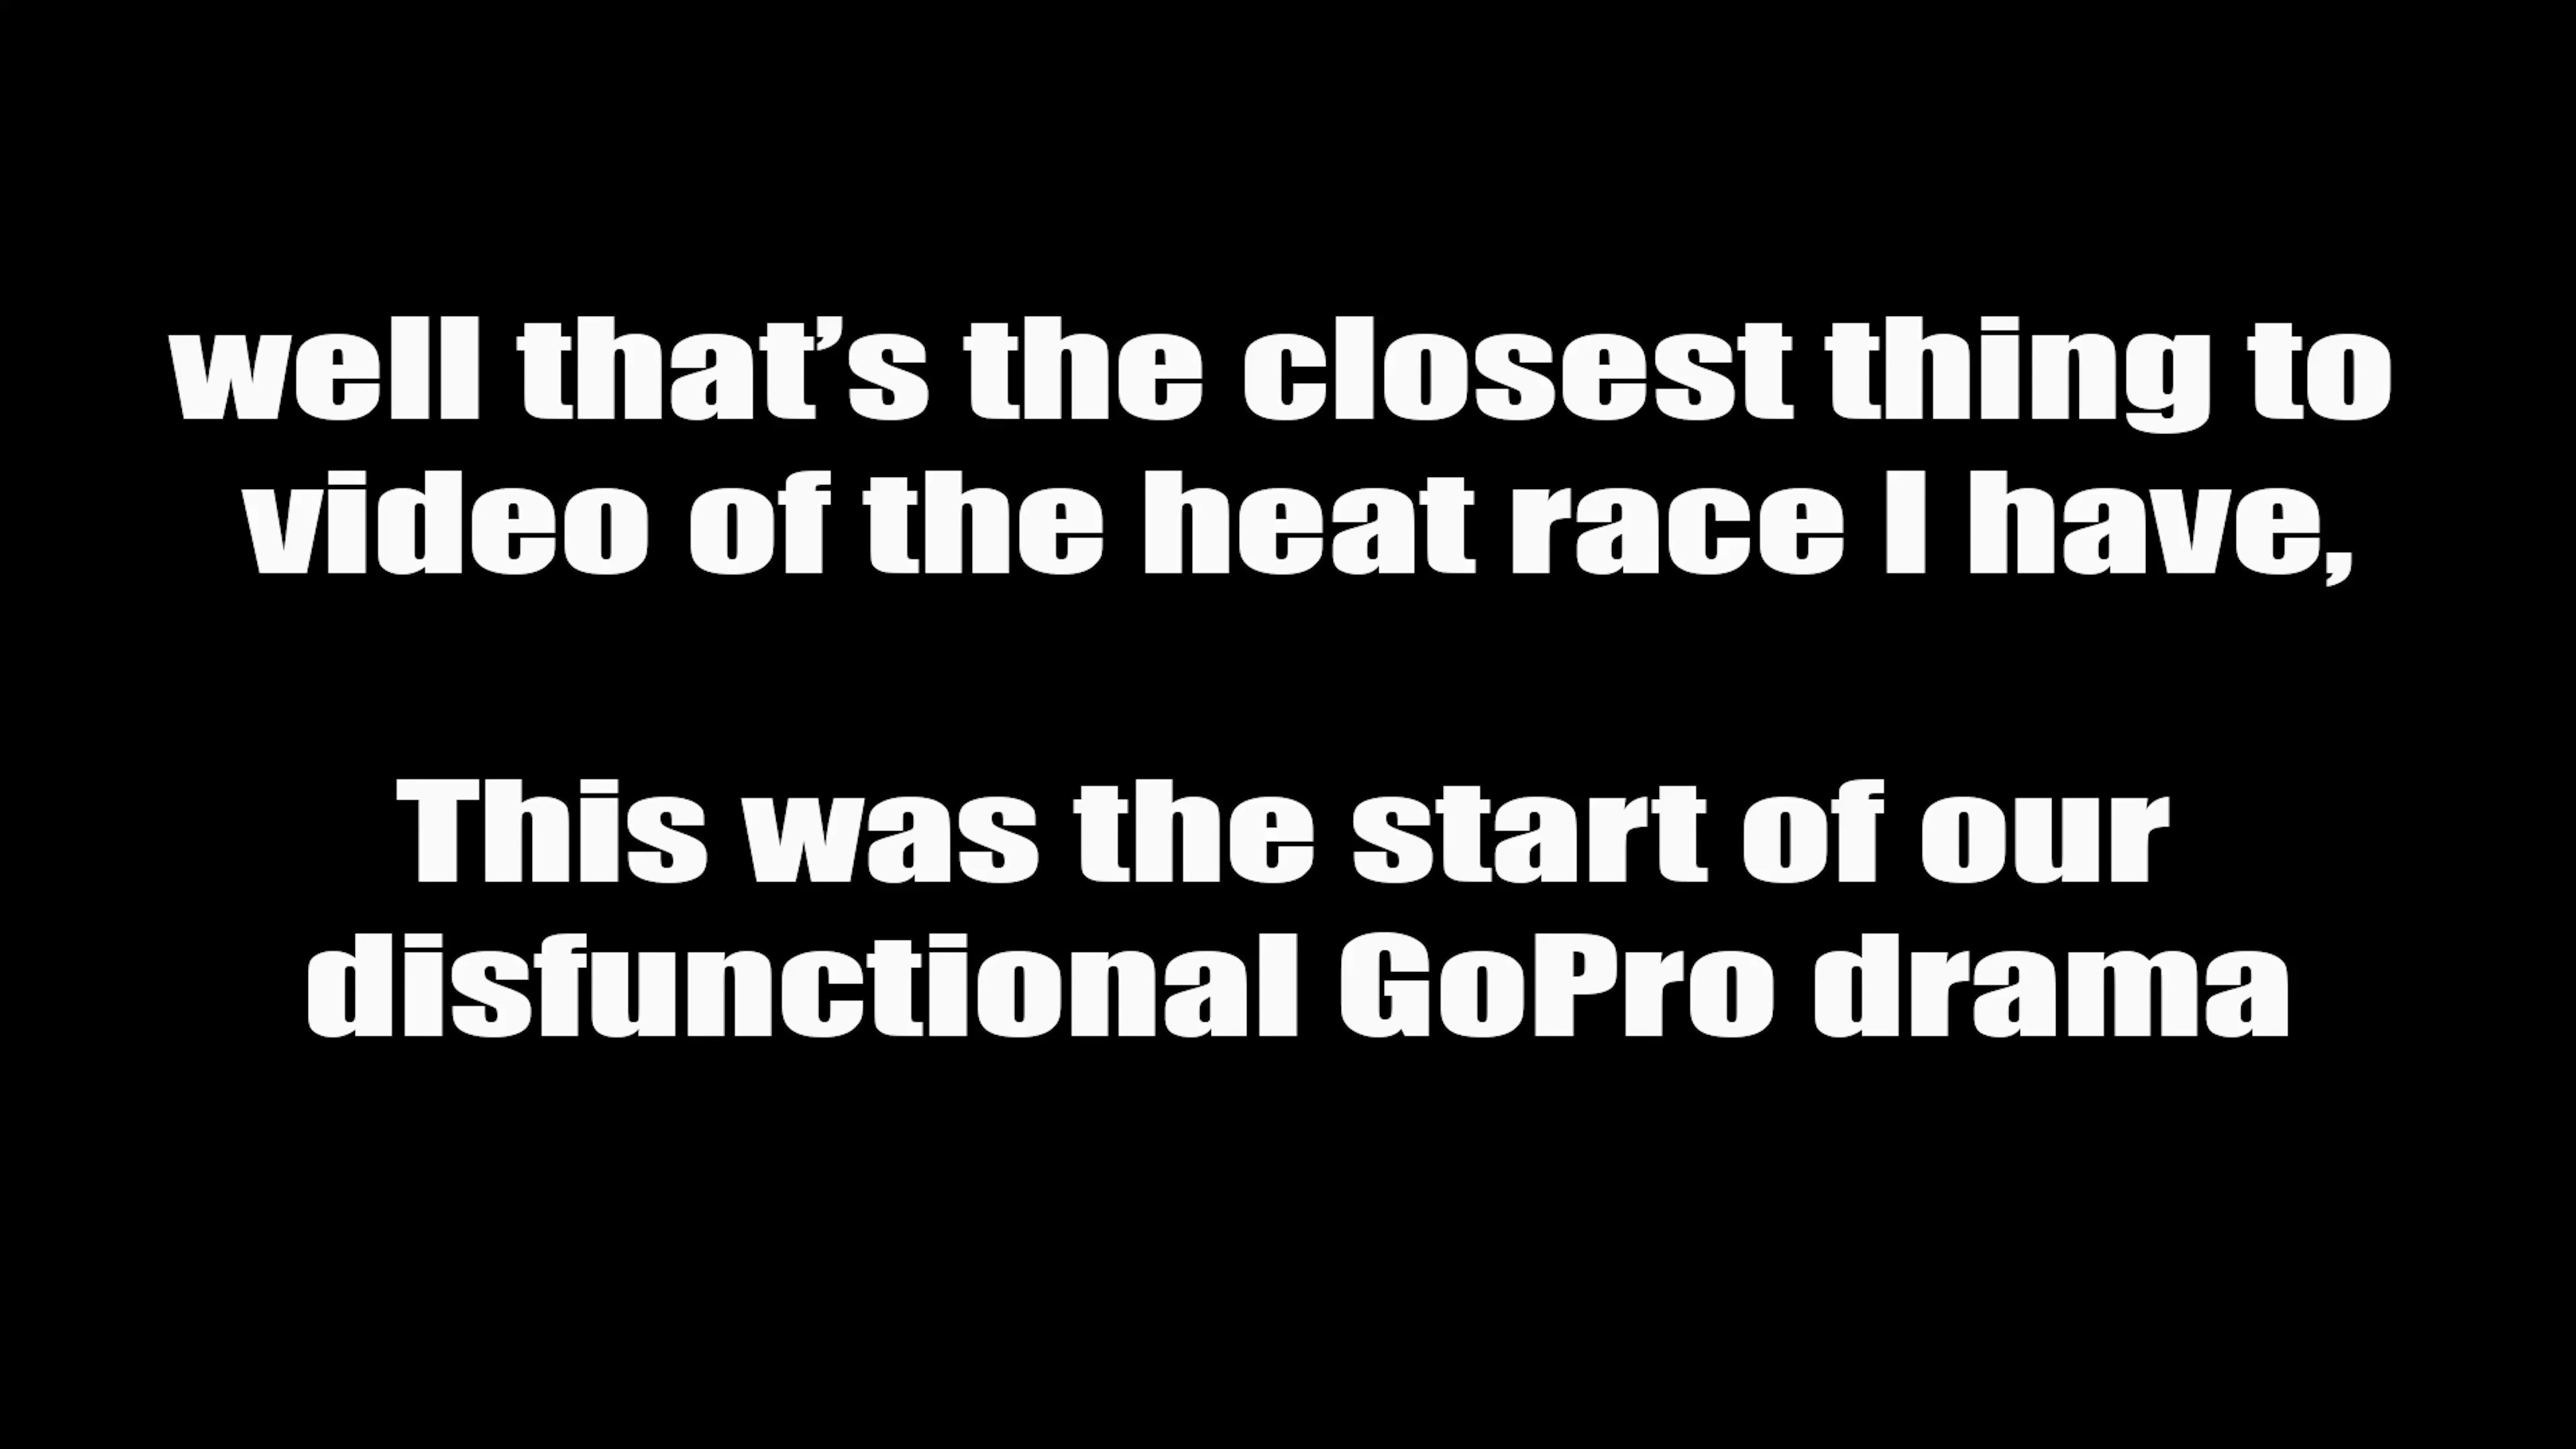 well that’s the closest thing to
video of the heat race I have,
This was the start of our
disfunctional GoPro drama